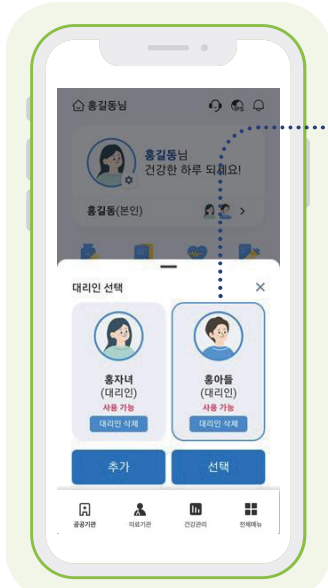 홍길동님
홍길동님
건강한 하루 되세요!
홍길동(본인)
대리인 선택
홍자녀
(대리인)
사용 가능
대리인 삭제
홍아들
(대리인)
사용 가능
대리인 삭제
추가
선택
공공기관
의료기관
건강관리
전체메뉴